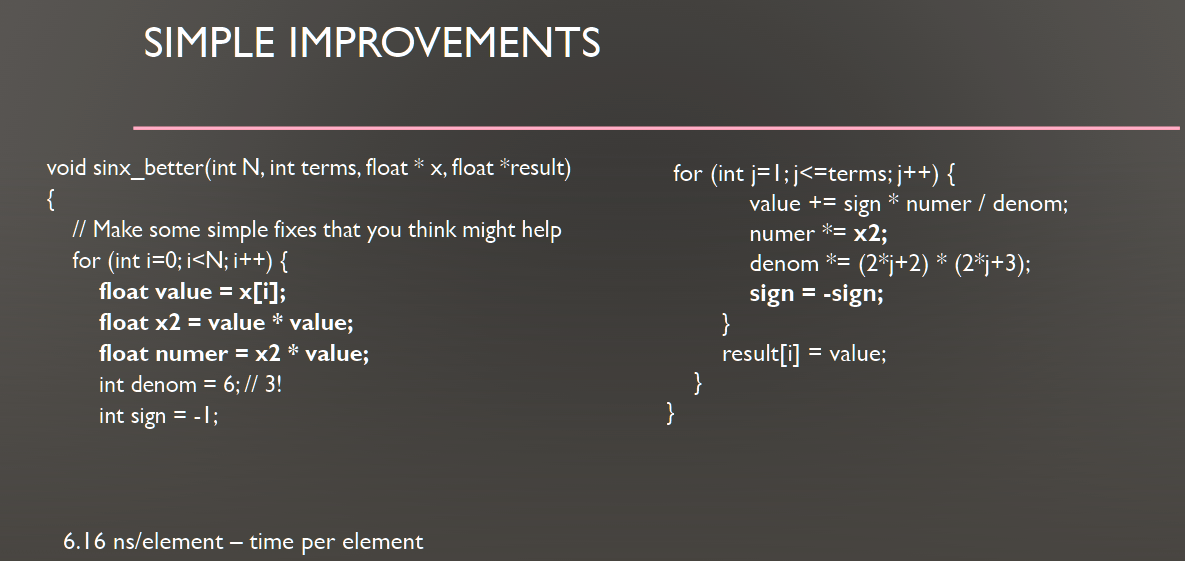 SIMPLE IMPROVEMENTS
void sinx_better(int N, int terms, float * x, float *result)
{
// Make some simple fixes that you think might help
for (int i=0; i<N; i++) {
float value = x[i];
float x2 = value * value;
float numer = x2 * value;
int denom = 6; // 3!
int sign = -1;
for (int j=1; j<=terms; j++) {
value += sign * numer / denom;
numer *= x2;
denom *= (2*j+2) * (2*j+3);
sign = -sign;
}
result[i] = value;
}
}
6.16 ns/element – time per element